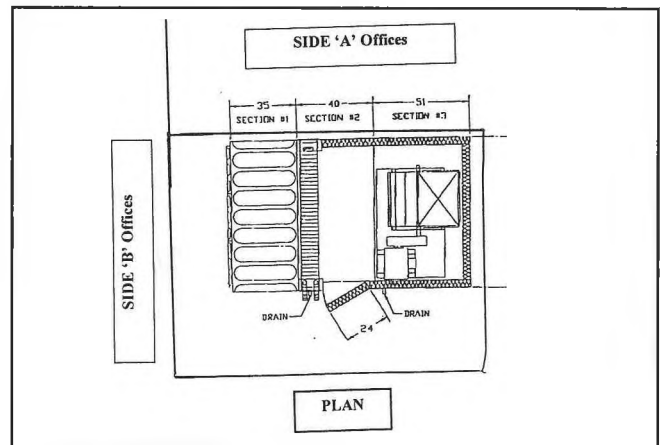 SIDE 'A' Offices
35 40 51
SECTION #1 SECTION #2 SECTION #3
SIDE 'B' Offices
DRAIN
24
DRAIN
PLAN